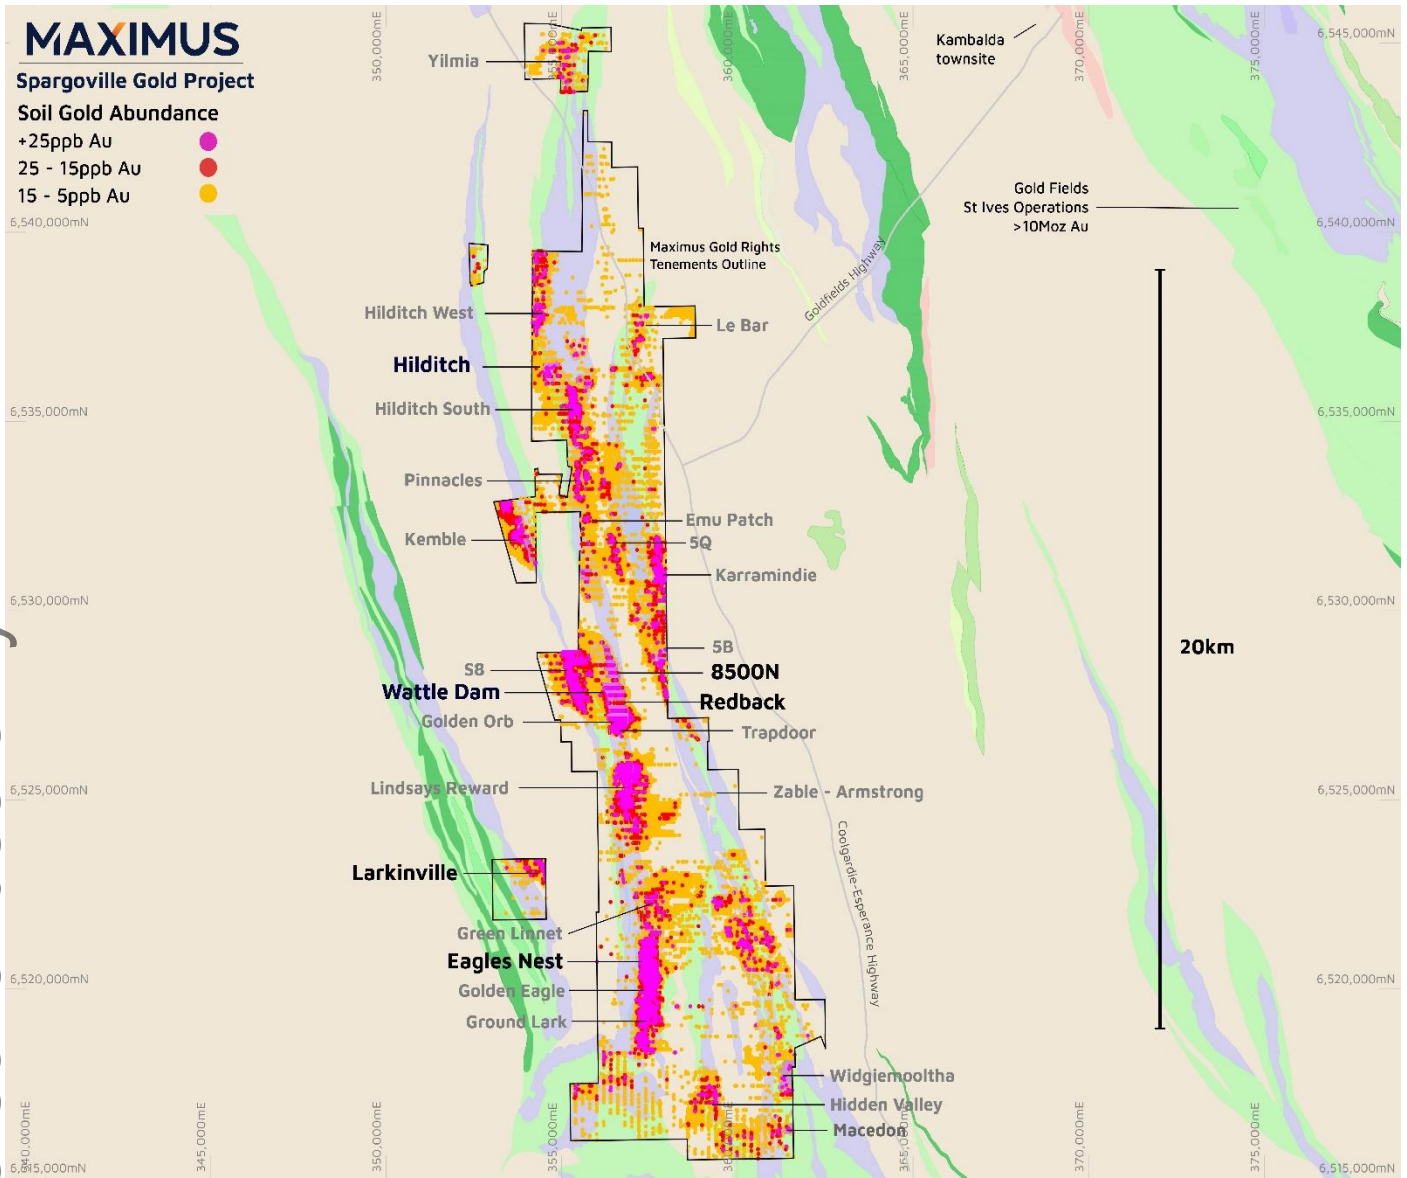 MAXIMUS
Spargoville Gold Project
Soil Gold Abundance
+25ppb Au
25 - 15ppb Au
15 - 5ppb Au
350,000mE
355,000mE
360,000mE
365,000mE
370,000mE
375,000mE
6,545,000mN
Kambalda
townsite
Yilmia
Gold Fields
St Ives Operations
>10Moz Au
6,540,000mN
6,540,000mN
Maximus Gold Rights
Tenements Outline
Goldfields Highway
Hilditch West
Le Bar
Hilditch
Hilditch South
6,535,000mN
6,535,000mN
Pinnacles
Emu Patch
Kemble
5Q
Karramindie
6,530,000mN
6,530,000mN
5B
S8
8500N
20km
Wattle Dam
Redback
Golden Orb
Trapdoor
Lindsays Reward
Zable - Armstrong
6,525,000mN
6,525,000mN
Coolgardie-Esperance Highway
Larkinville
Green Linnet
Eagles Nest
6,520,000mN
6,520,000mN
Golden Eagle
Ground Lark
Widgiemooltha
Hidden Valley
Macedon
345,000mE
350,000mE
355,000mE
360,000mE
365,000mE
370,000mE
375,000mE
6,515,000mN